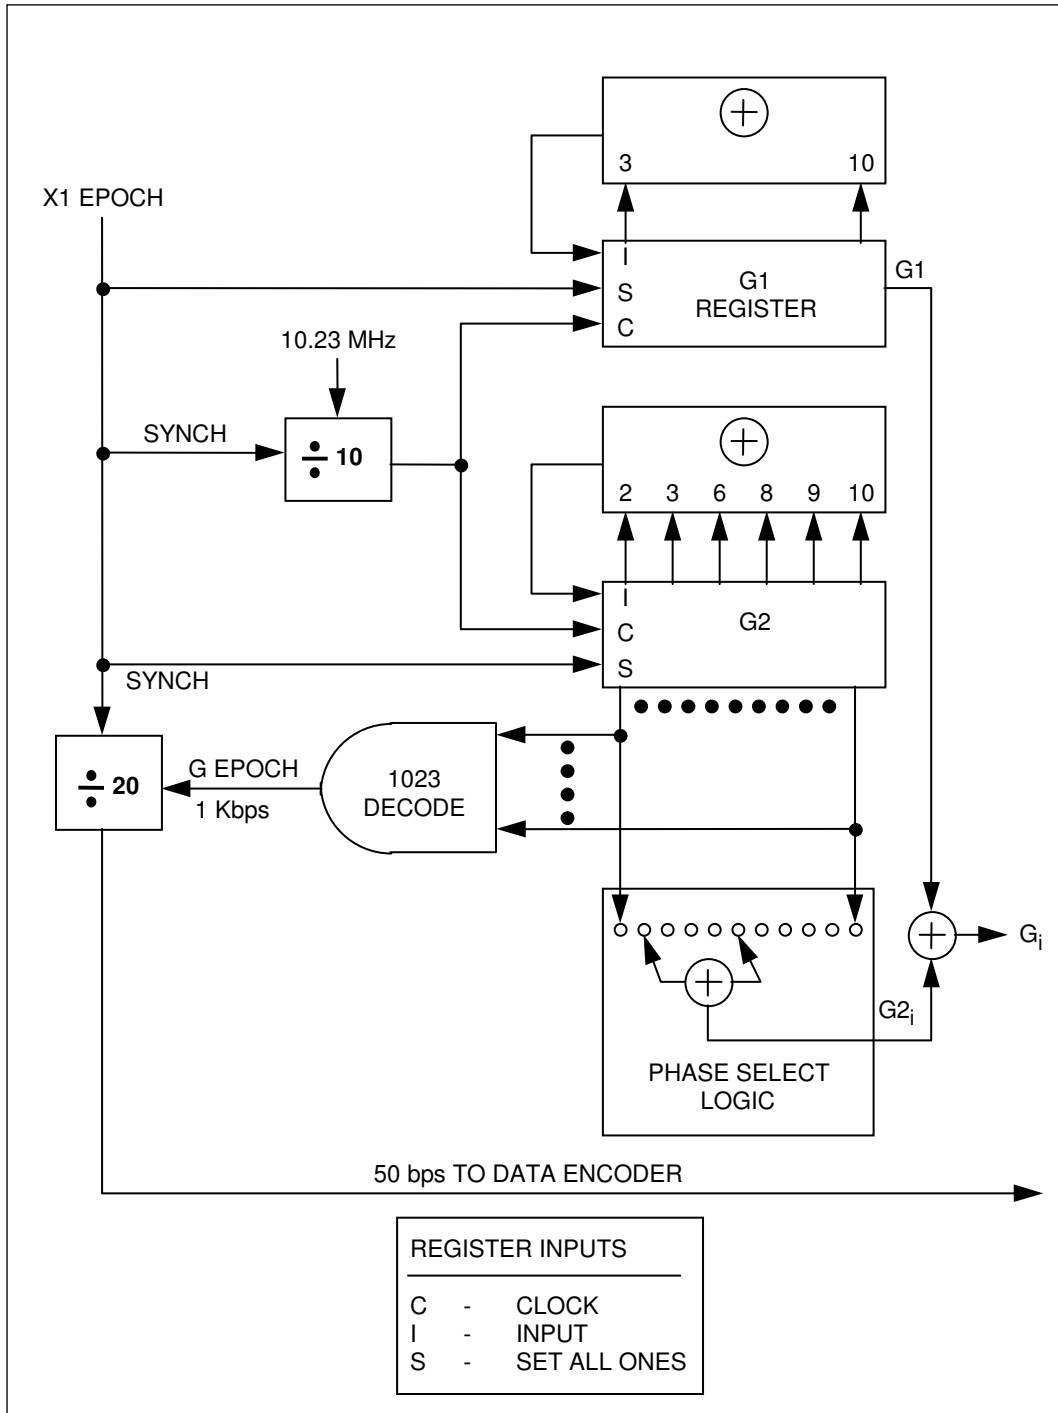 3 10
X1 EPOCH
I
S
C
G1
REGISTER
G1
10.23 MHz
SYNCH
÷ 10
2 3 6 8 9 10
I
C
S
G2
SYNCH
÷ 20
G EPOCH
1 Kbps
1023
DECODE
Gi
G2i
PHASE SELECT
LOGIC
50 bps TO DATA ENCODER
REGISTER INPUTS
C - CLOCK
I - INPUT
S - SET ALL ONES